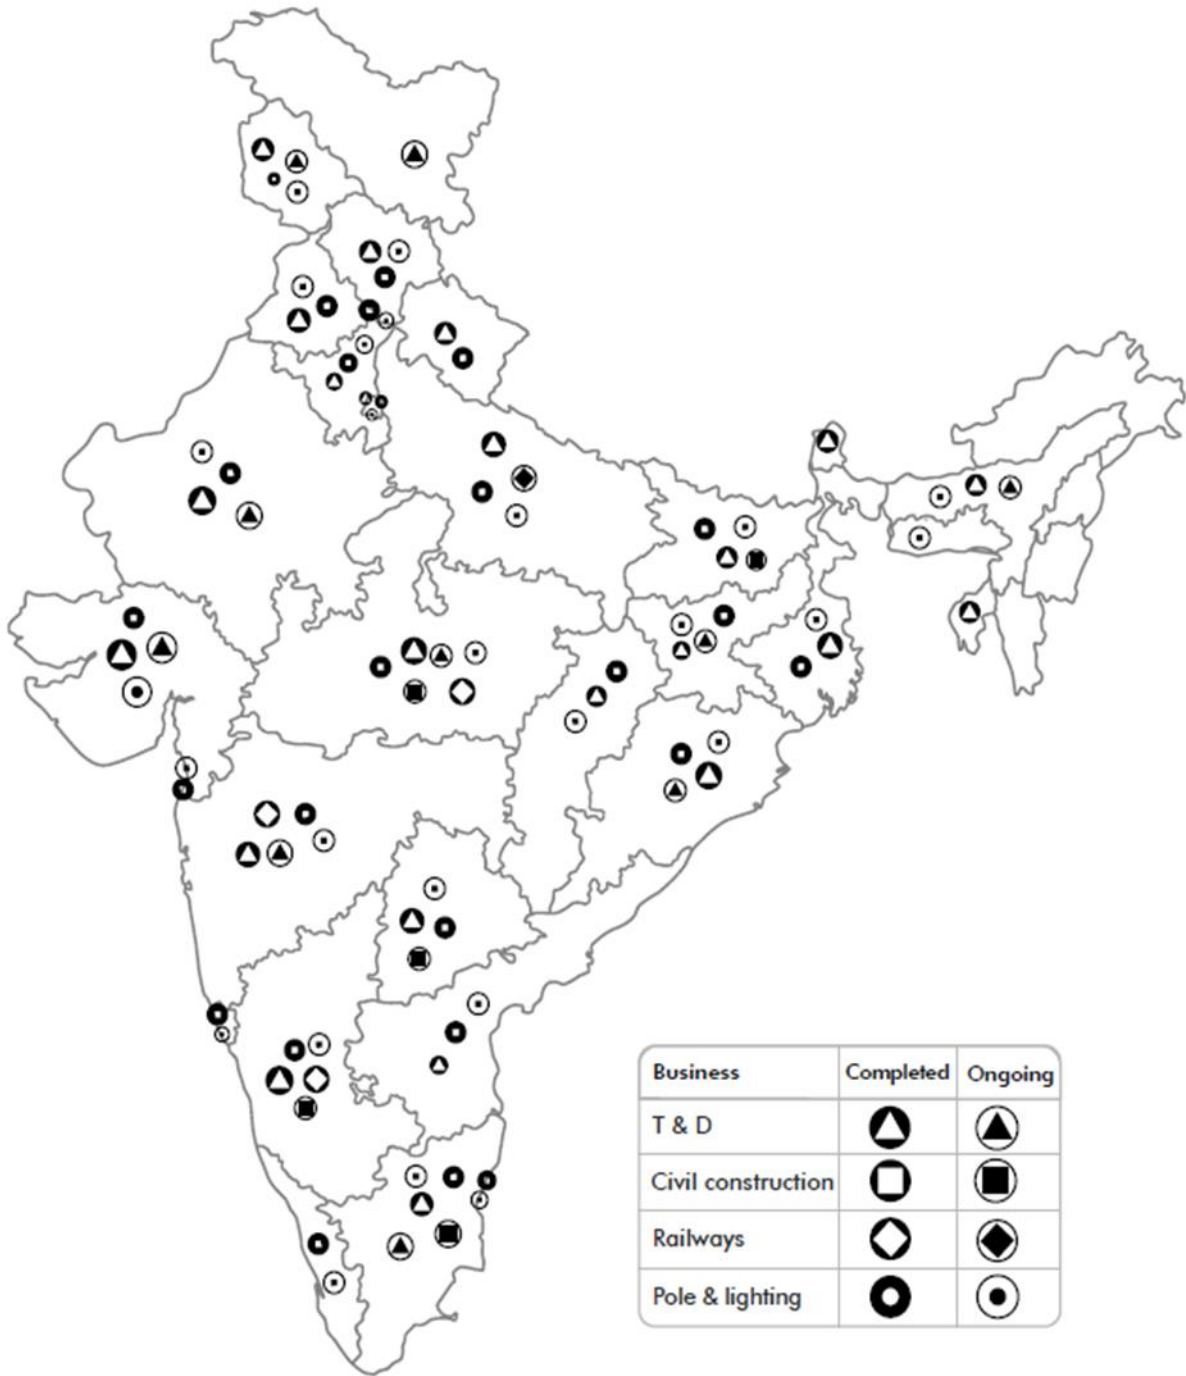 Business Completed Ongoing
T & D
Civil construction
Railways
Pole & lighting